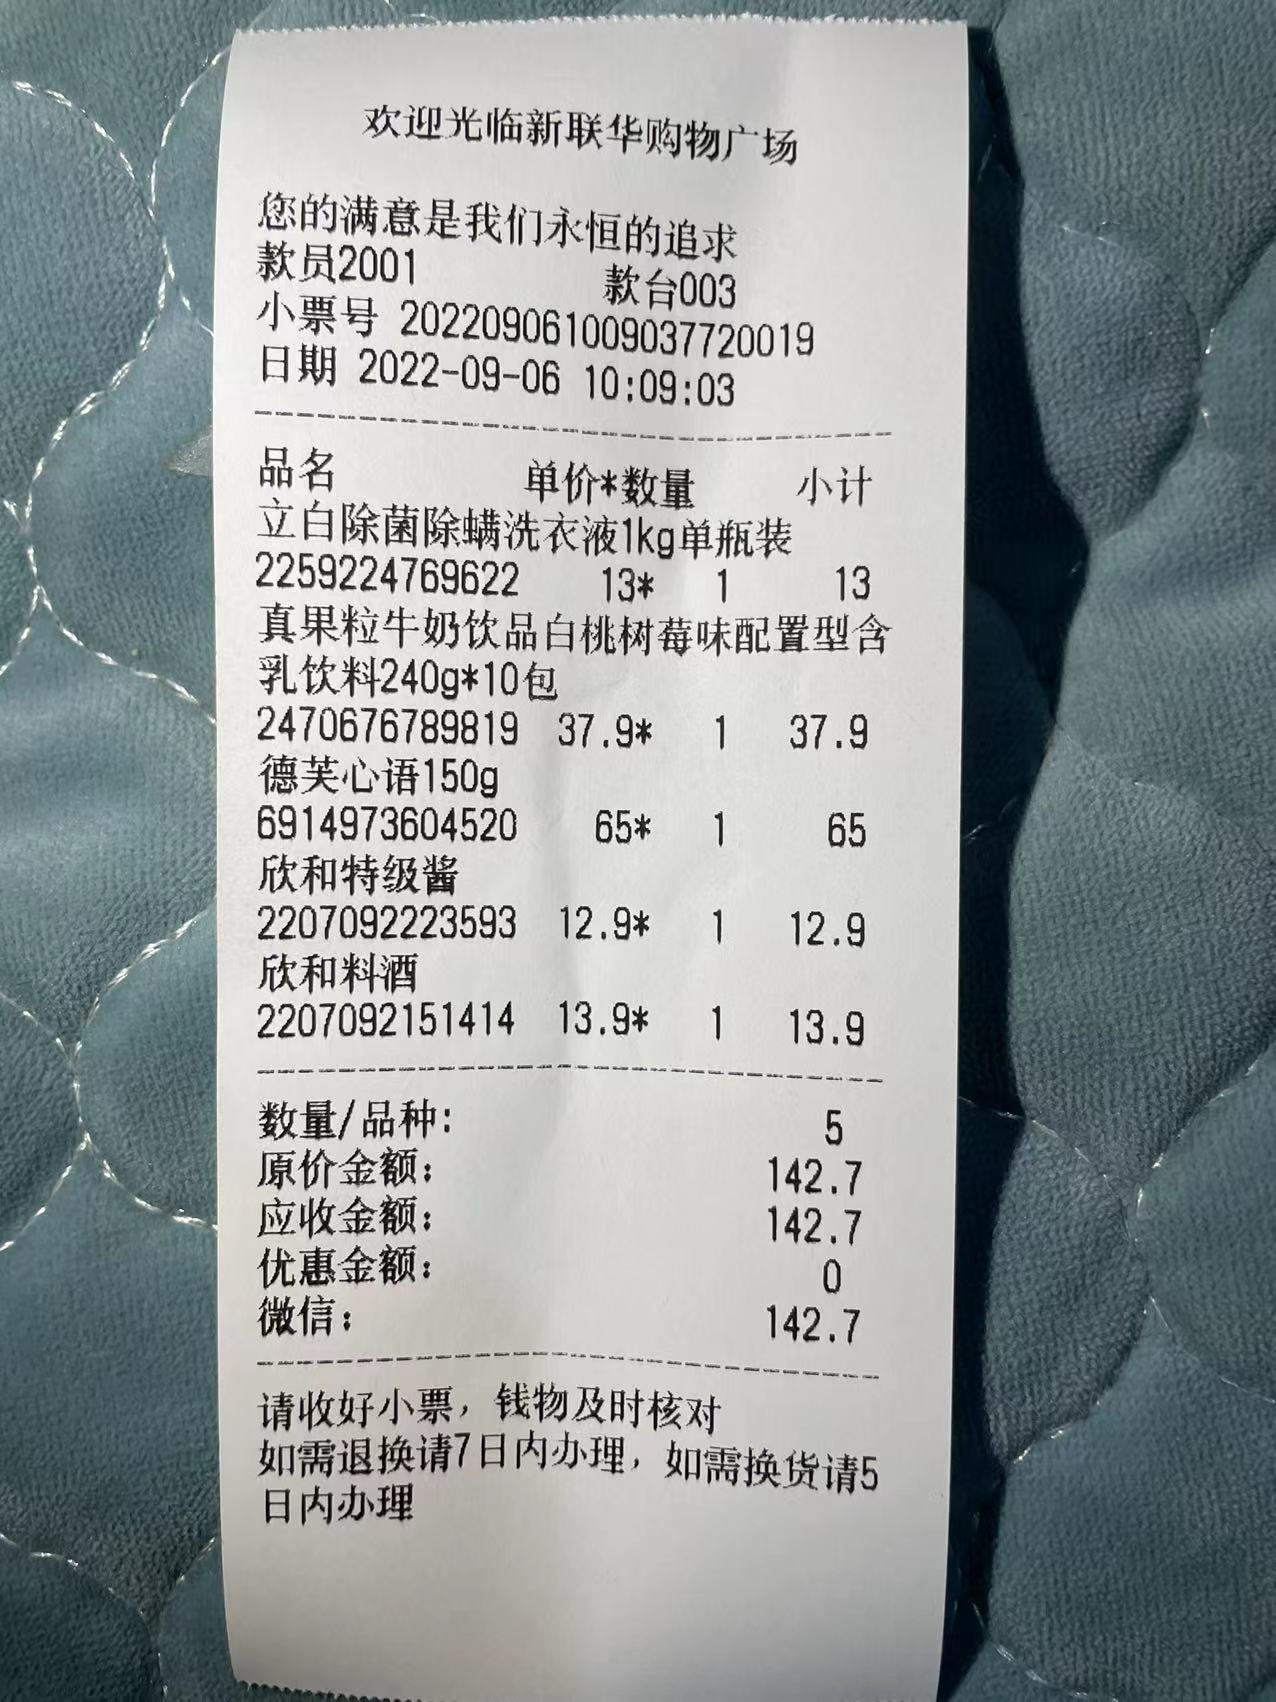 欢迎光临新联华购物广场
您的满意是我们永恒的追求
款员2001 款台003
小票号 202209061009037720019
日期 2022-09-06 10:09:03
品名 单价*数量 小计
立白除菌除螨洗衣液1kg单瓶装
2259224769622 13* 1 13
真果粒牛奶饮品白桃树莓味配置型含
乳饮料240g*10包
2470676789819 37.9* 1 37.9
德芙心语150g
6914973604520 65* 1 65
欣和特级酱
2207092223593 12.9* 1 12.9
欣和料酒
2207092151414 13.9* 1 13.9
数量/品种: 5
原价金额: 142.7
应收金额: 142.7
优惠金额: 0
微信: 142.7
请收好小票，钱物及时核对
如需退换请7日内办理，如需换货请5
日内办理